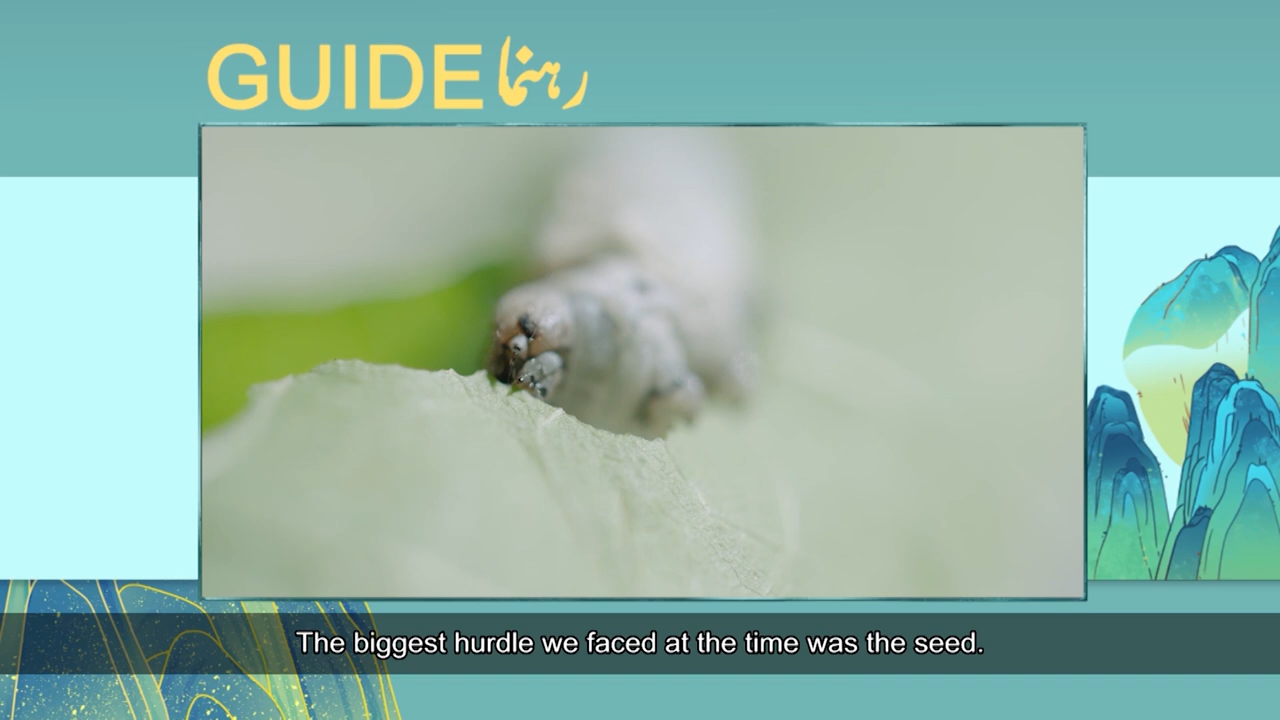 GUIDE رہنما
The biggest hurdle we faced at the time was the seed.